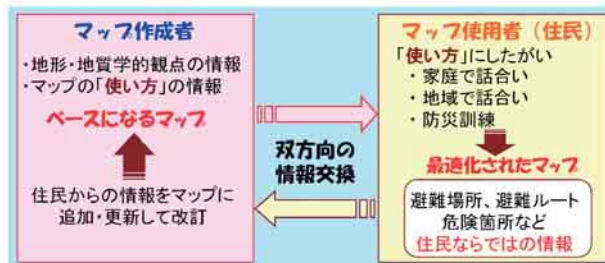 マップ作成者
・地形・地質学的観点の情報
・マップの「使い方」の情報
ベースになるマップ
住民からの情報をマップに
追加・更新して改訂
双方向の
情報交換
マップ使用者（住民）
「使い方」にしたがい
・家庭で話合い
・地域で話合い
・防災訓練
最適化されたマップ
避難場所、避難ルート
危険箇所など
住民ならではの情報